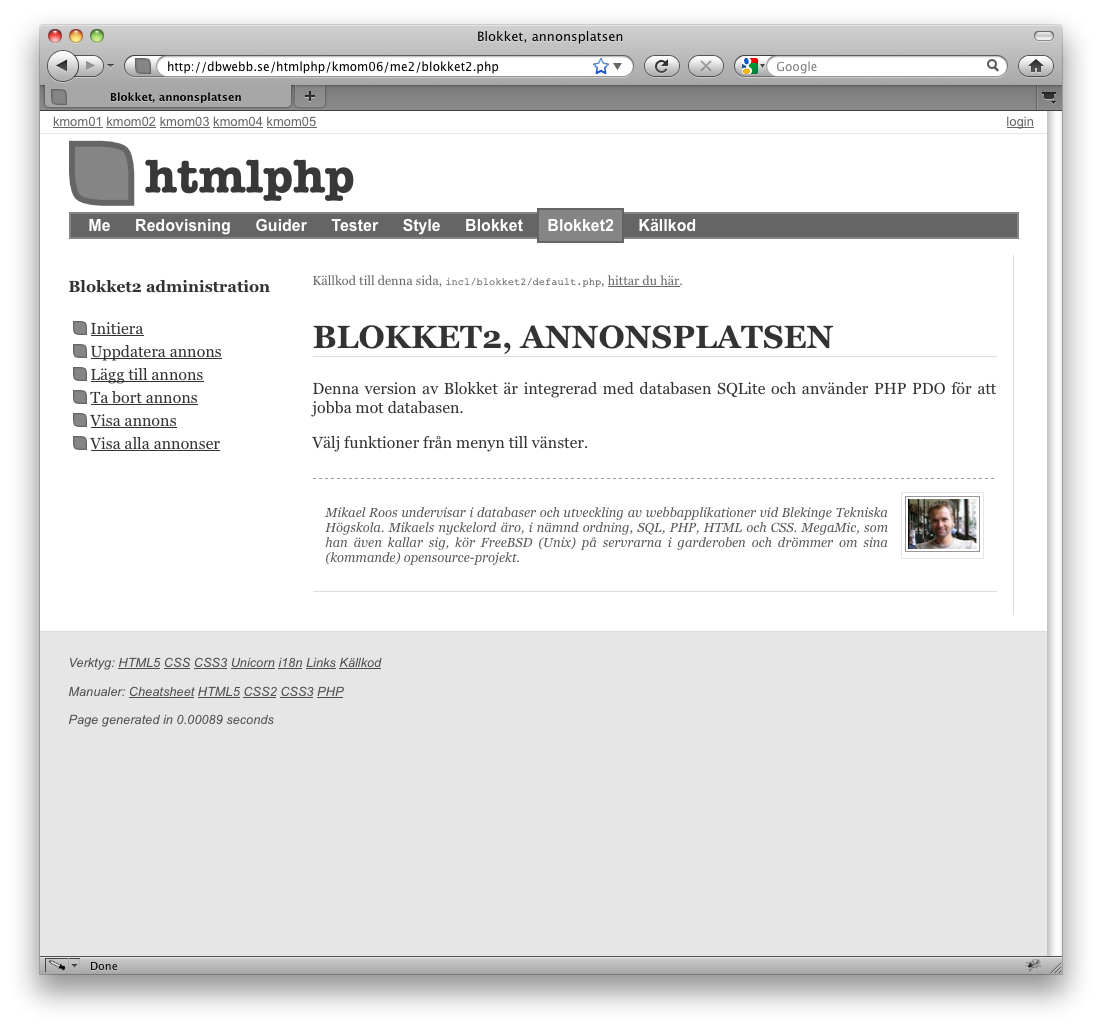 Blokket, annonsplatsen
http://dbwebb.se/htmlphp/kmom06/me2/blokket2.php
Google
Blokket, annonsplatsen
kmom01 kmom02 kmom03 kmom04 kmom05 login
htmlphp
Me Redovisning Guider Tester Style Blokket Blokket2 Källkod
Blokket2 administration
Initiera
Uppdatera annons
Lägg till annons
Ta bort annons
Visa annons
Visa alla annonser
Källkod till denna sida, incl/blokket2/default.php, hittar du här.
BLOKKET2, ANNONSPLATSEN
Denna version av Blokket är integrerad med databasen SQLite och använder PHP PDO för att
jobba mot databasen.
Välj funktioner från menyn till vänster.
Mikael Roos undervisar i databaser och utveckling av webbapplikationer vid Blekinge Tekniska
Högskola. Mikaels nyckelord äro, i nämnd ordning, SQL, PHP, HTML och CSS. MegaMic, som
han även kallar sig, kör FreeBSD (Unix) på servrarna i garderoben och drömmer om sina
(kommande) opensource-projekt.
Verktyg: HTML5 CSS CSS3 Unicorn i18n Links Källkod
Manualer: Cheatsheet HTML5 CSS2 CSS3 PHP
Page generated in 0.00089 seconds
Done